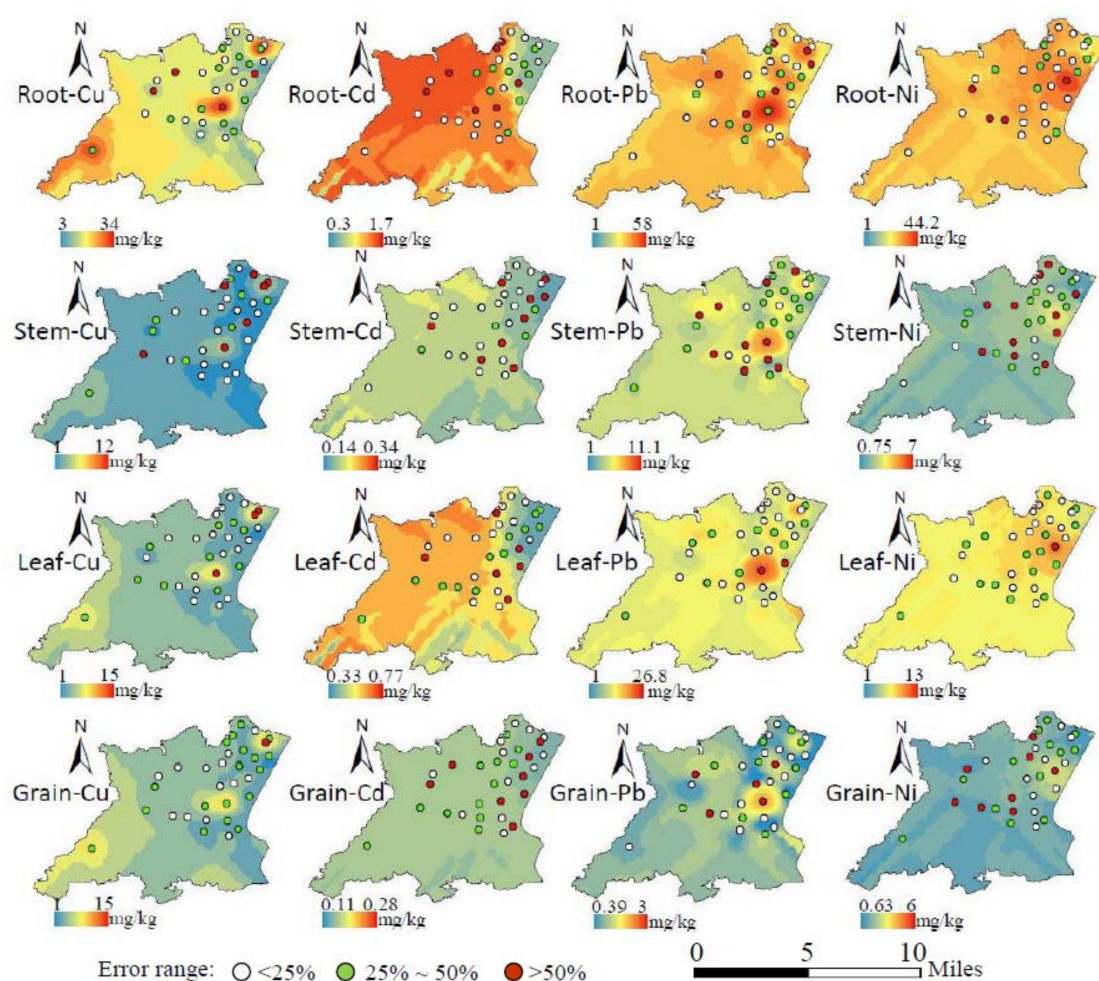 N N N N
Root-Cu Root-Cd Root-Pb Root-Ni
3 34 mg/kg 0.3 1.7 mg/kg 1 58 mg/kg 1 44.2 mg/kg
N N N N
Stem-Cu Stem-Cd Stem-Pb Stem-Ni
1 12 mg/kg 0.14 0.34 mg/kg 1 11.1 mg/kg 0.75 7 mg/kg
N N N N
Leaf-Cu Leaf-Cd Leaf-Pb Leaf-Ni
1 15 mg/kg 0.33 0.77 mg/kg 1 26.8 mg/kg 1 13 mg/kg
N N N N
Grain-Cu Grain-Cd Grain-Pb Grain-Ni
1 15 mg/kg 0.11 0.28 mg/kg 0.39 3 mg/kg 0.63 6 mg/kg
0 5 10
Error range: <25% 25% ~ 50% >50% Miles